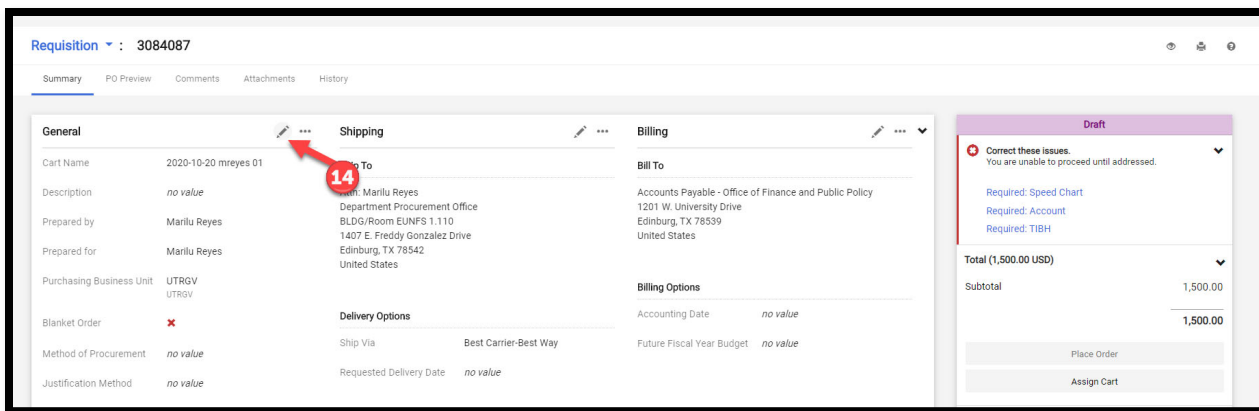 Requisition : 3084087
Summary PO Preview Comments Attachments History
General
Cart Name 2020-10-20 mreyes 01
Description no value
Prepared by Marilu Reyes
Prepared for Marilu Reyes
Purchasing Business Unit UTRGV
UTRGV
Blanket Order
Method of Procurement no value
Justification Method no value
14
Shipping
To
Marilu Reyes
Department Procurement Office
BLDG/Room EUNFS 1.110
1407 E. Freddy Gonzalez Drive
Edinburg, TX 78542
United States
Delivery Options
Ship Via Best Carrier-Best Way
Requested Delivery Date no value
Billing
Bill To
Accounts Payable - Office of Finance and Public Policy
1201 W. University Drive
Edinburg, TX 78539
United States
Billing Options
Accounting Date no value
Future Fiscal Year Budget no value
Draft
Correct these issues.
You are unable to proceed until addressed.
Required: Speed Chart
Required: Account
Required: TIBH
Total (1,500.00 USD)
Subtotal 1,500.00
1,500.00
Place Order
Assign Cart